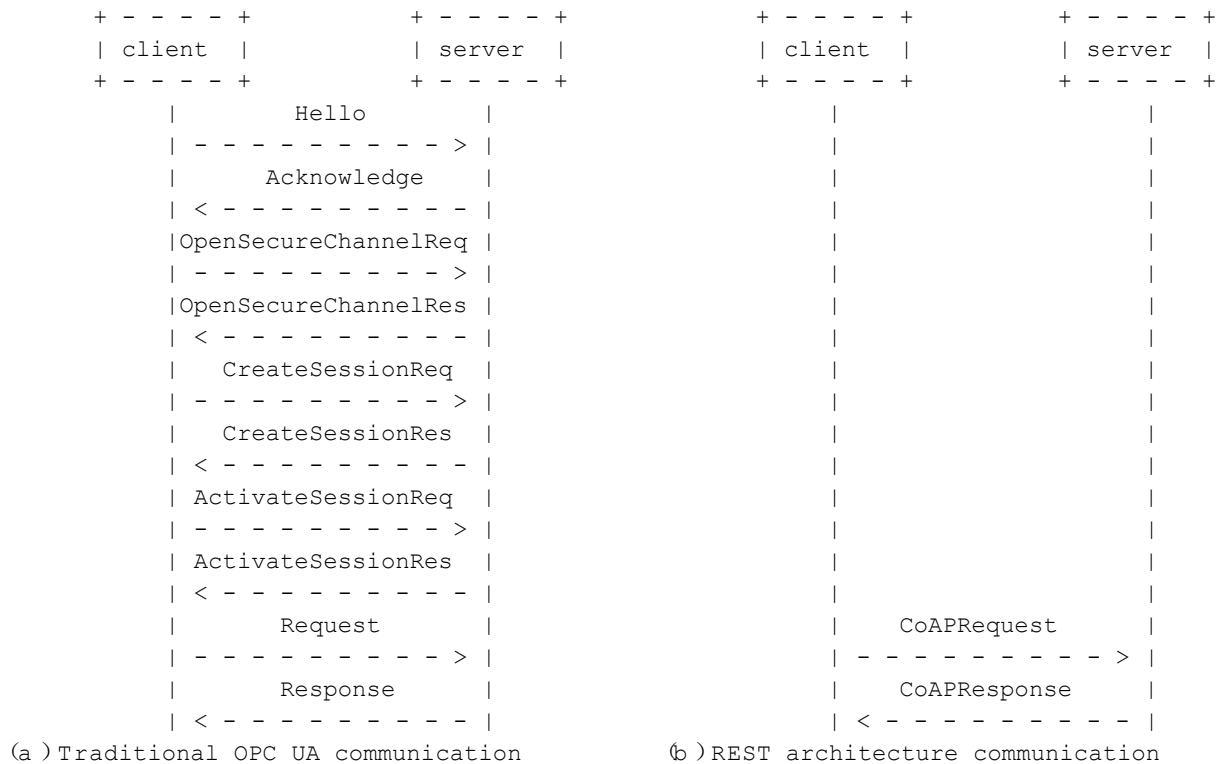 client server client server
Hello
Acknowledge
OpenSecureChannelReq
OpenSecureChannelRes
CreateSessionReq
CreateSessionRes
ActivateSessionReq
ActivateSessionRes
Request CoAPRequest
Response CoAPResponse
(a)Traditional OPC UA communication (b)REST architecture communication